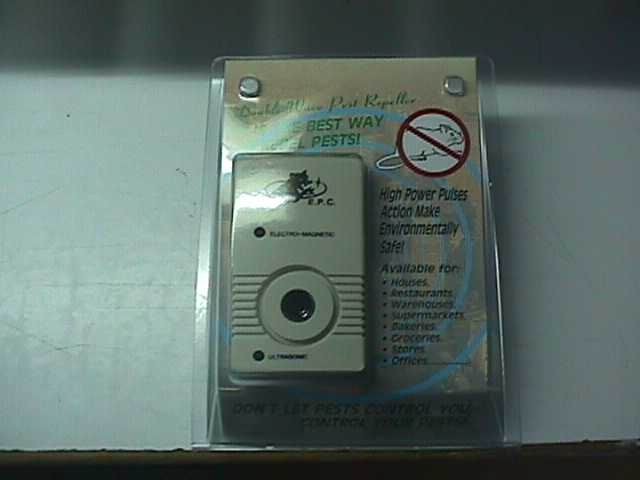 Double Wave Pest Repeller
THE BEST WAY
PESTS!
E.P.C.
ELECTRO-MAGNETIC
ULTRASONIC
High Power Pulses
Action Make
Environmentally
Safe!
Available for:
• Houses.
• Restaurants.
• Warehouses.
• Supermarkets.
• Bakeries.
• Groceries.
• Stores.
• Offices.
DON'T LET PESTS CONTROL YOU
CONTROL YOUR PESTS!